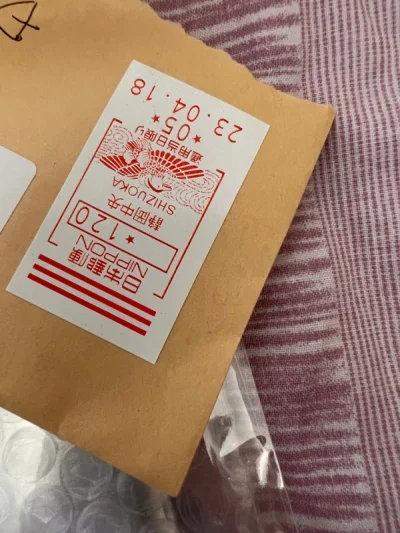 日本郵便
NIPPON
★120
静岡中央
SHIZUOKA
適用当日限り
★05★
23.04.18